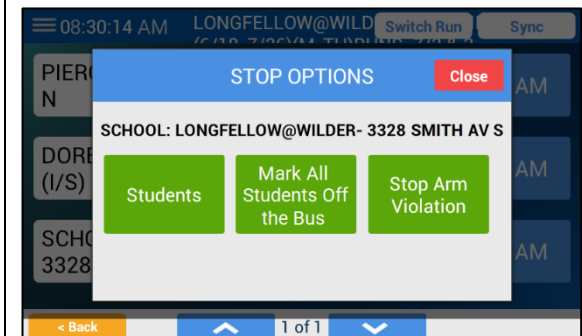 08:30:14 AM LONGFELLOW@WILD Switch Run Sync
PIER
N
AM
STOP OPTIONS Close
SCHOOL: LONGFELLOW@WILDER- 3328 SMITH AV S
DORE
(I/S)
AM
Students
Mark All
Students Off
the Bus
Stop Arm
Violation
SCHO
3328
AM
< Back 1 of 1